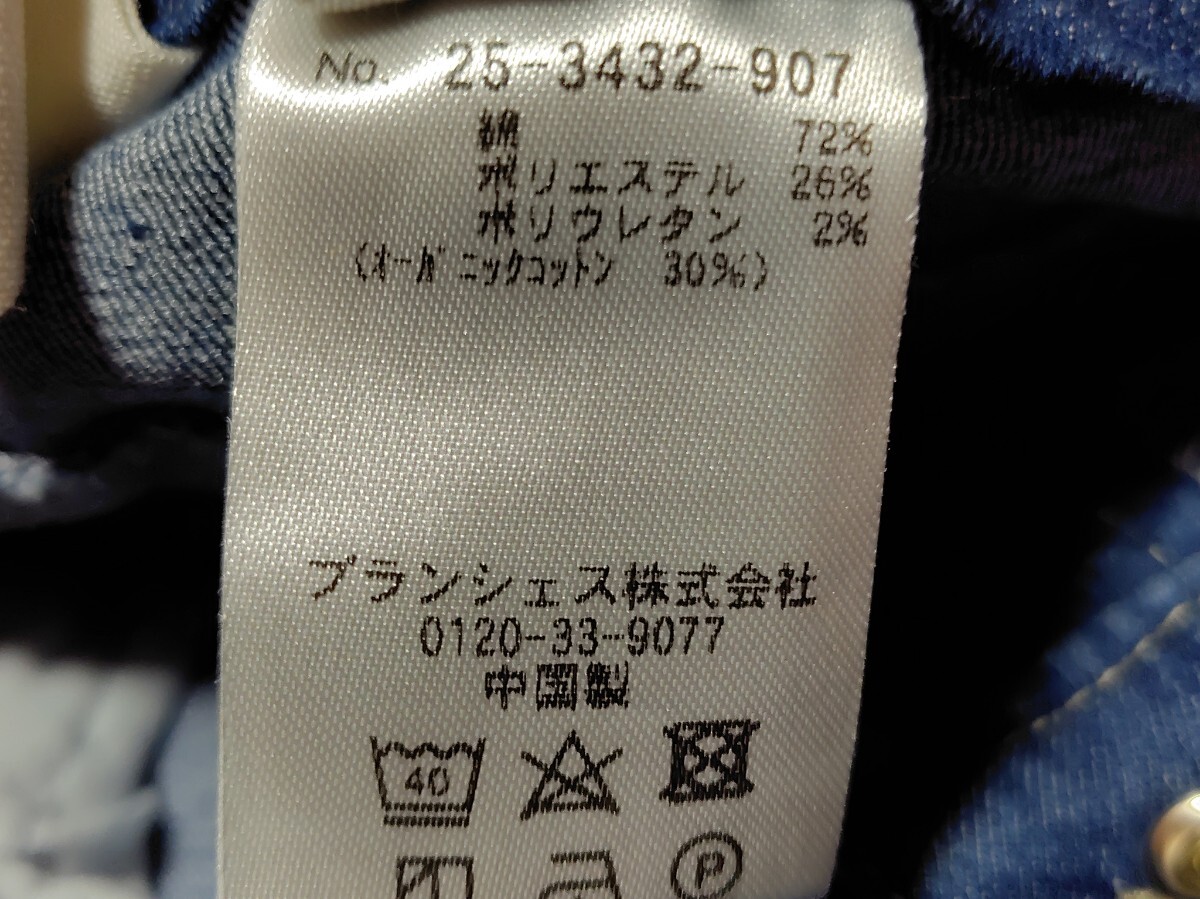 No. 25-3432-907
綿 72%
ポリエステル 26%
ポリウレタン 2%
(ｵｰｶﾞﾆｯｸｺｯﾄﾝ 30%)
ブランシェス株式会社
0120-33-9077
中国製
40
P